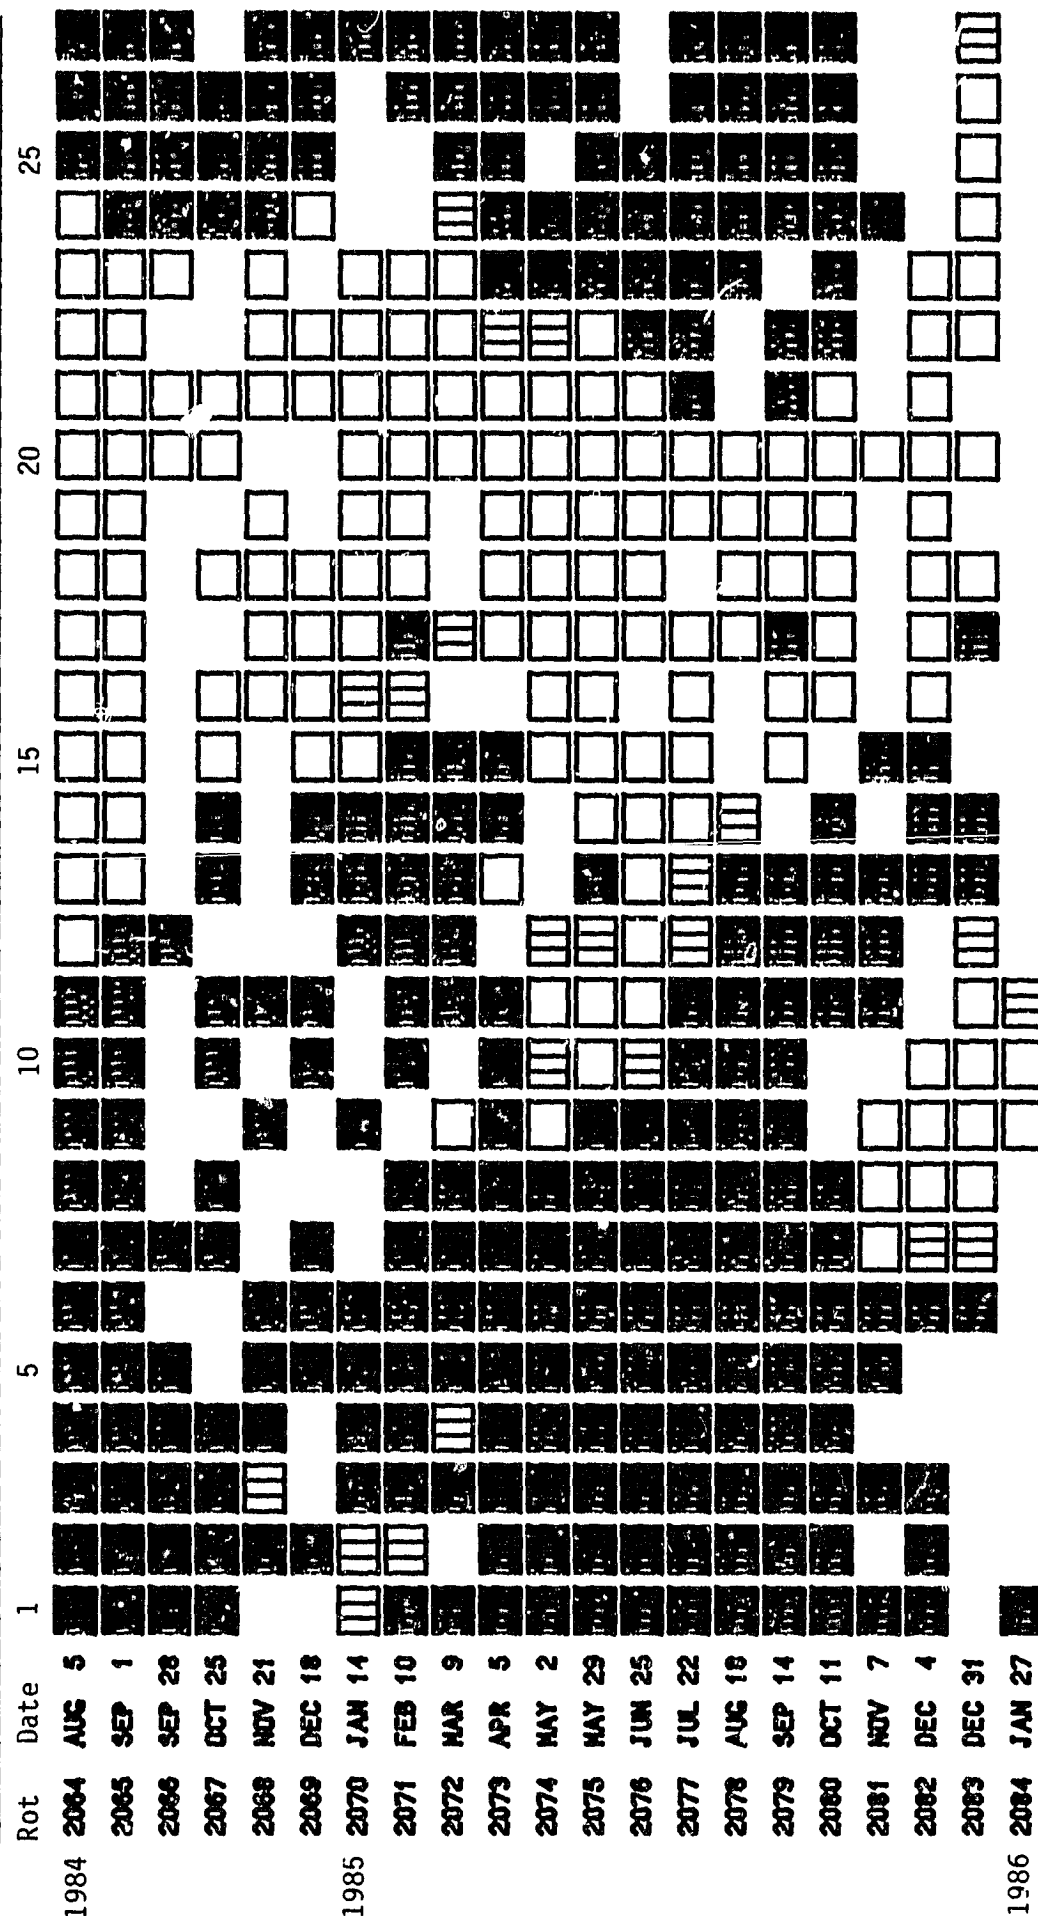 Rot Date 1 5 10 15 20 25
1984 2064 AUG 5
2065 SEP 1
2066 SEP 28
2067 OCT 25
2068 NOV 21
2069 DEC 18
1985 2070 JAN 14
2071 FEB 10
2072 MAR 9
2073 APR 5
2074 MAY 2
2075 MAY 29
2076 JUN 25
2077 JUL 22
2078 AUG 18
2079 SEP 14
2080 OCT 11
2081 NOV 7
2082 DEC 4
2083 DEC 31
1986 2084 JAN 27